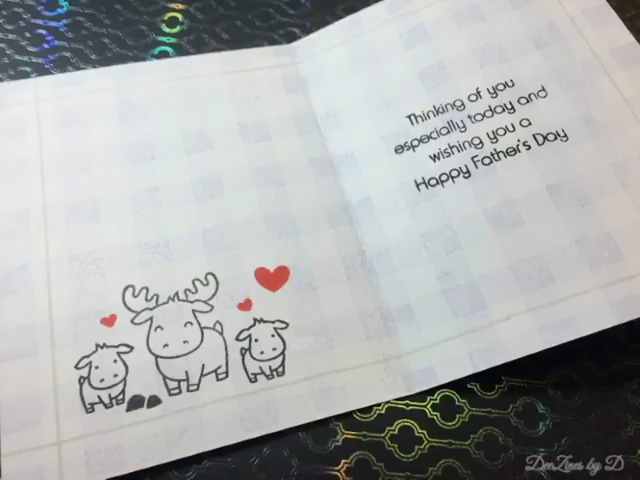 Thinking of you
especially today and
wishing you a
Happy Father's Day
DeeZines by D